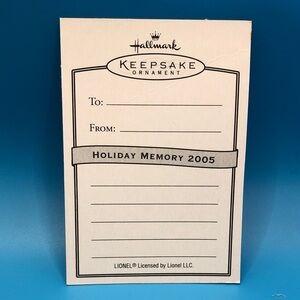 Hallmark
KEEPSAKE
ORNAMENT
TO:
FROM:
HOLIDAY MEMORY 2005
LIONEL® Licensed by Lionel LLC.